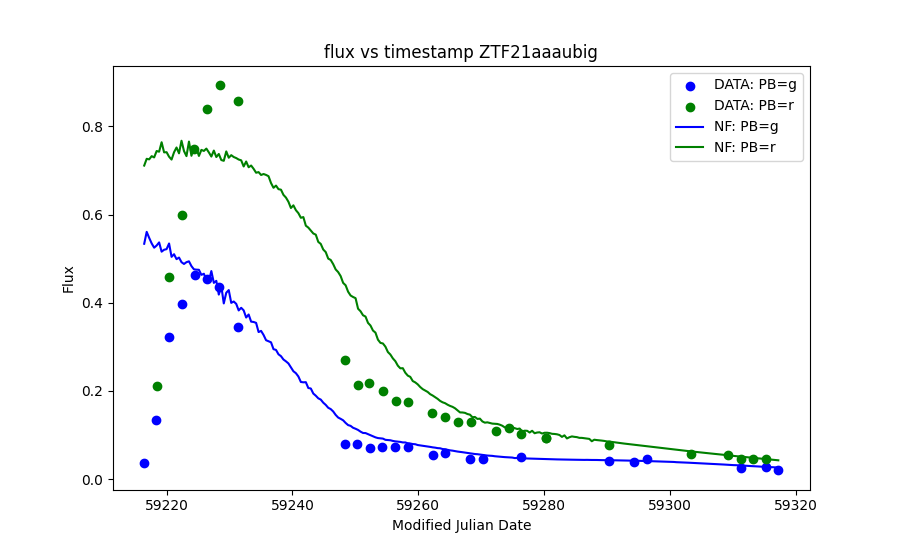 flux vs timestamp ZTF21aaaubig
DATA: PB=g
DATA: PB=r
NF: PB=g
NF: PB=r
Flux
0.8
0.6
0.4
0.2
0.0
59220 59240 59260 59280 59300 59320
Modified Julian Date